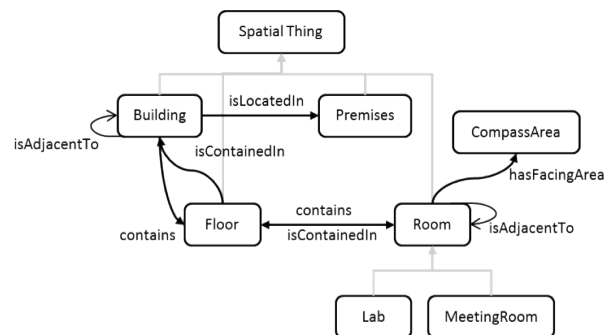 Spatial Thing
Building
isLocatedIn
Premises
isAdjacentTo
isContainedIn
CompassArea
hasFacingArea
contains
Floor
contains
isContainedIn
Room
isAdjacentTo
Lab
MeetingRoom